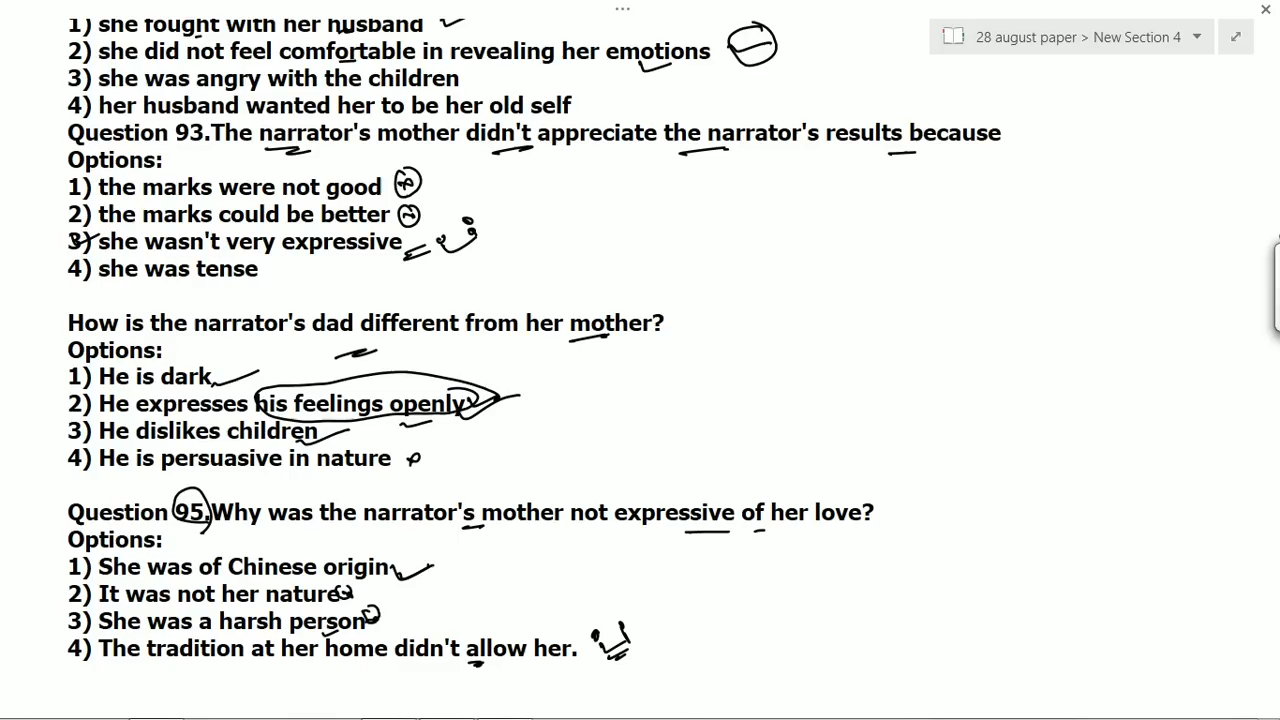 1) she fought with her husband
2) she did not feel comfortable in revealing her emotions
3) she was angry with the children
4) her husband wanted her to be her old self
Question 93.The narrator's mother didn't appreciate the narrator's results because
Options:
1) the marks were not good
2) the marks could be better
3) she wasn't very expressive
4) she was tense
How is the narrator's dad different from her mother?
Options:
1) He is dark
2) He expresses his feelings openly
3) He dislikes children
4) He is persuasive in nature
Question 95.Why was the narrator's mother not expressive of her love?
Options:
1) She was of Chinese origin
2) It was not her nature
3) She was a harsh person
4) The tradition at her home didn't allow her.
28 august paper > New Section 4